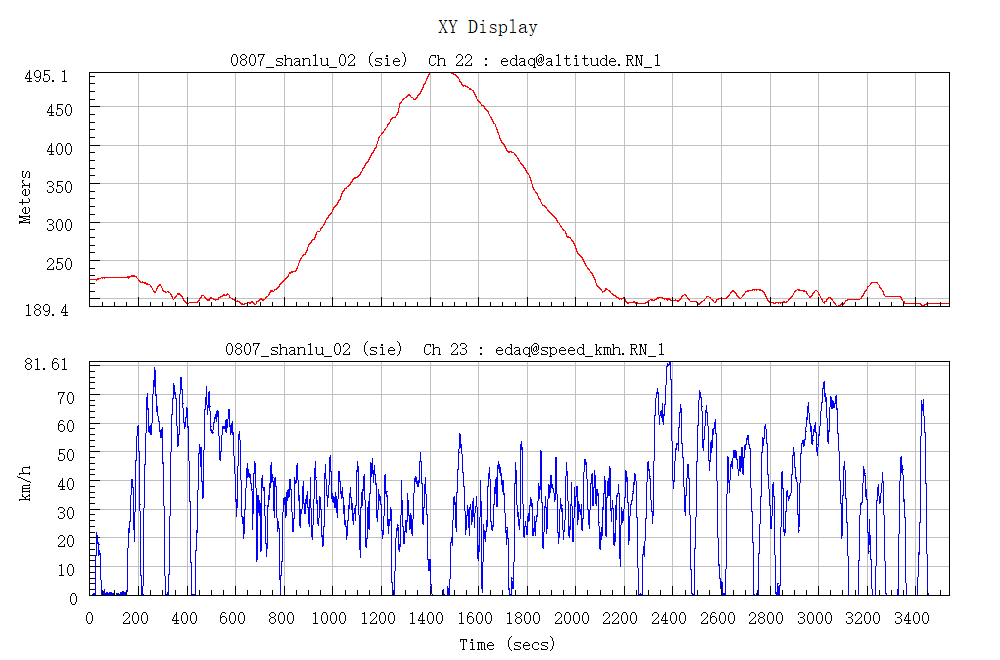 XY Display
0807_shanlu_02 (sie)  Ch 22 : edaq@altitude.RN_1
495.1
450
400
350
300
250
189.4
Meters
0807_shanlu_02 (sie)  Ch 23 : edaq@speed_kmh.RN_1
81.61
70
60
50
40
30
20
10
0
km/h
0 200 400 600 800 1000 1200 1400 1600 1800 2000 2200 2400 2600 2800 3000 3200 3400
Time (secs)